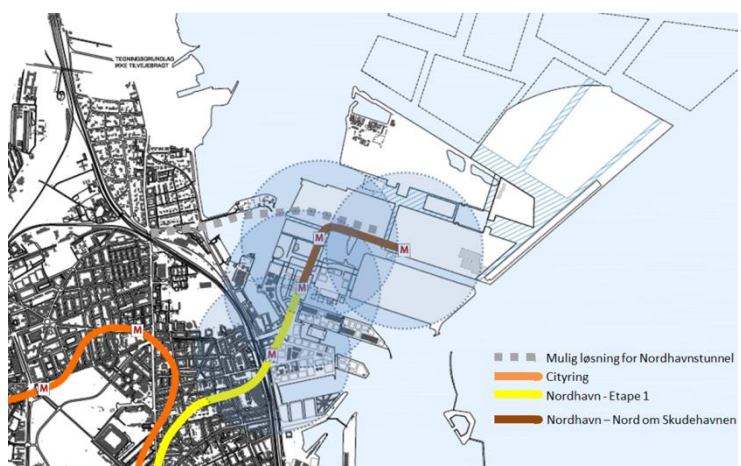 TEGNINGSGRUNDLAG
IKKE TILVEJEBRAGT
M
M
M
M
M
M
Mulig løsning for Nordhavnstunnel
Cityring
Nordhavn - Etape 1
Nordhavn – Nord om Skudehavnen